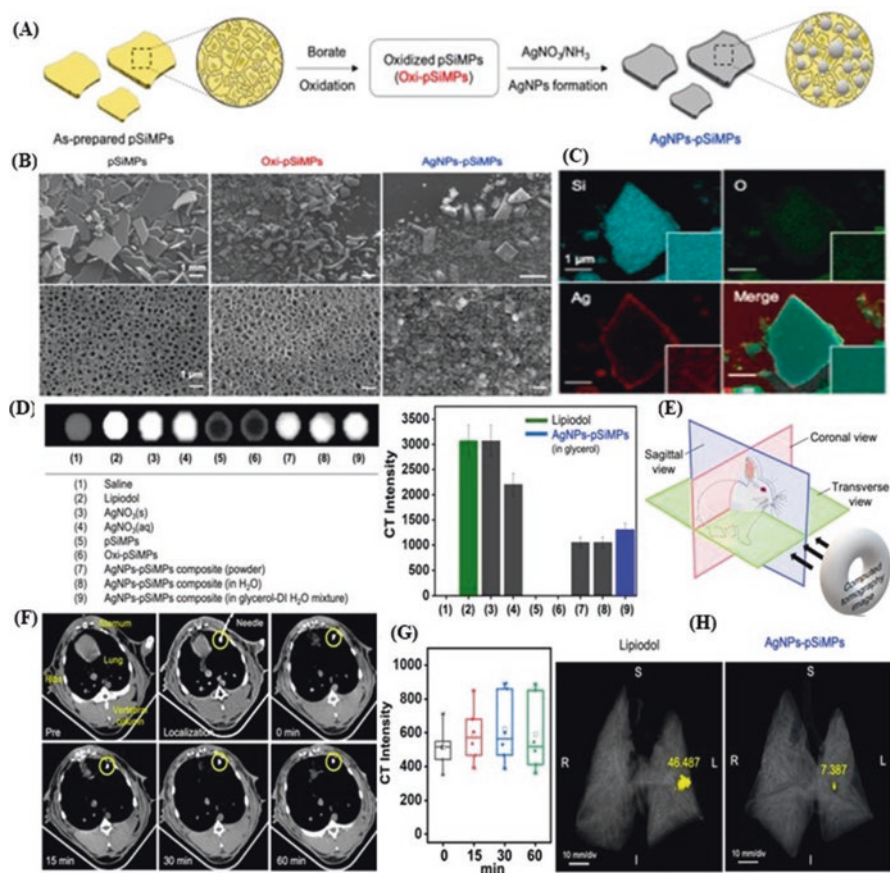 (A)
As-prepared pSiMPs
Borate
Oxidation
Oxidized pSiMPs
(Oxi-pSiMPs)
AgNO3/NH3
AgNPs formation
AgNPs-pSiMPs
(B)
pSiMPs
Oxi-pSiMPs
AgNPs-pSiMPs
1 mm
1 μm
(C)
Si
O
1 μm
Ag
Merge
(D)
(1) (2) (3) (4) (5) (6) (7) (8) (9)
(1) Saline
(2) Lipiodol
(3) AgNO3(s)
(4) AgNO3(aq)
(5) pSiMPs
(6) Oxi-pSiMPs
(7) AgNPs-pSiMPs composite (powder)
(8) AgNPs-pSiMPs composite (in H2O)
(9) AgNPs-pSiMPs composite (in glycerol-DI H2O mixture)
CT Intensity
3500
3000
2500
2000
1500
1000
500
0
Lipiodol
AgNPs-pSiMPs
(in glycerol)
(1) (2) (3) (4) (5) (6) (7) (8) (9)
(E)
Sagittal
view
Coronal view
Transverse
view
Computed
tomography
image
(F)
Sternum
Lung
Ribs
Vertebral
column
Pre
Needle
Localization
0 min
15 min
30 min
60 min
(G)
CT Intensity
1000
800
600
400
200
0
0 15 30 60
min
(H)
Lipiodol
S
R
L
46.487
10 mm/div
I
AgNPs-pSiMPs
S
R
L
7.387
10 mm/div
I